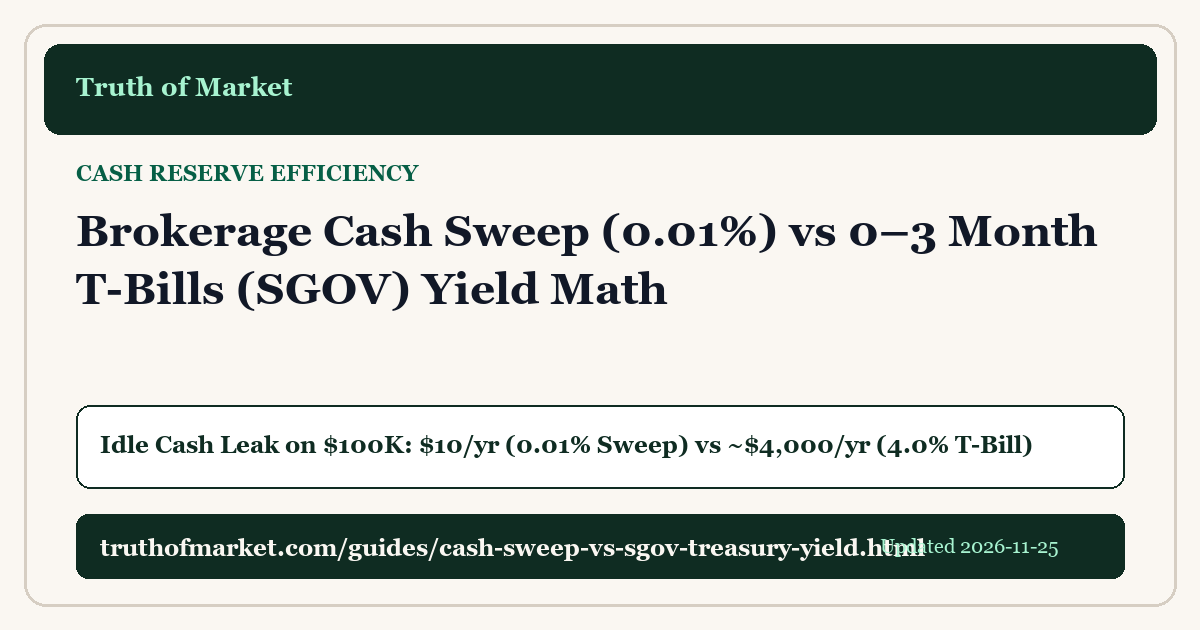 Truth of Market
CASH RESERVE EFFICIENCY
Brokerage Cash Sweep (0.01%) vs 0–3 Month
T-Bills (SGOV) Yield Math
Idle Cash Leak on $100K: $10/yr (0.01% Sweep) vs ~$4,000/yr (4.0% T-Bill)
truthofmarket.com/guides/cash-sweep-vs-sgov-treasury-yield.html
Updated 2026-11-25